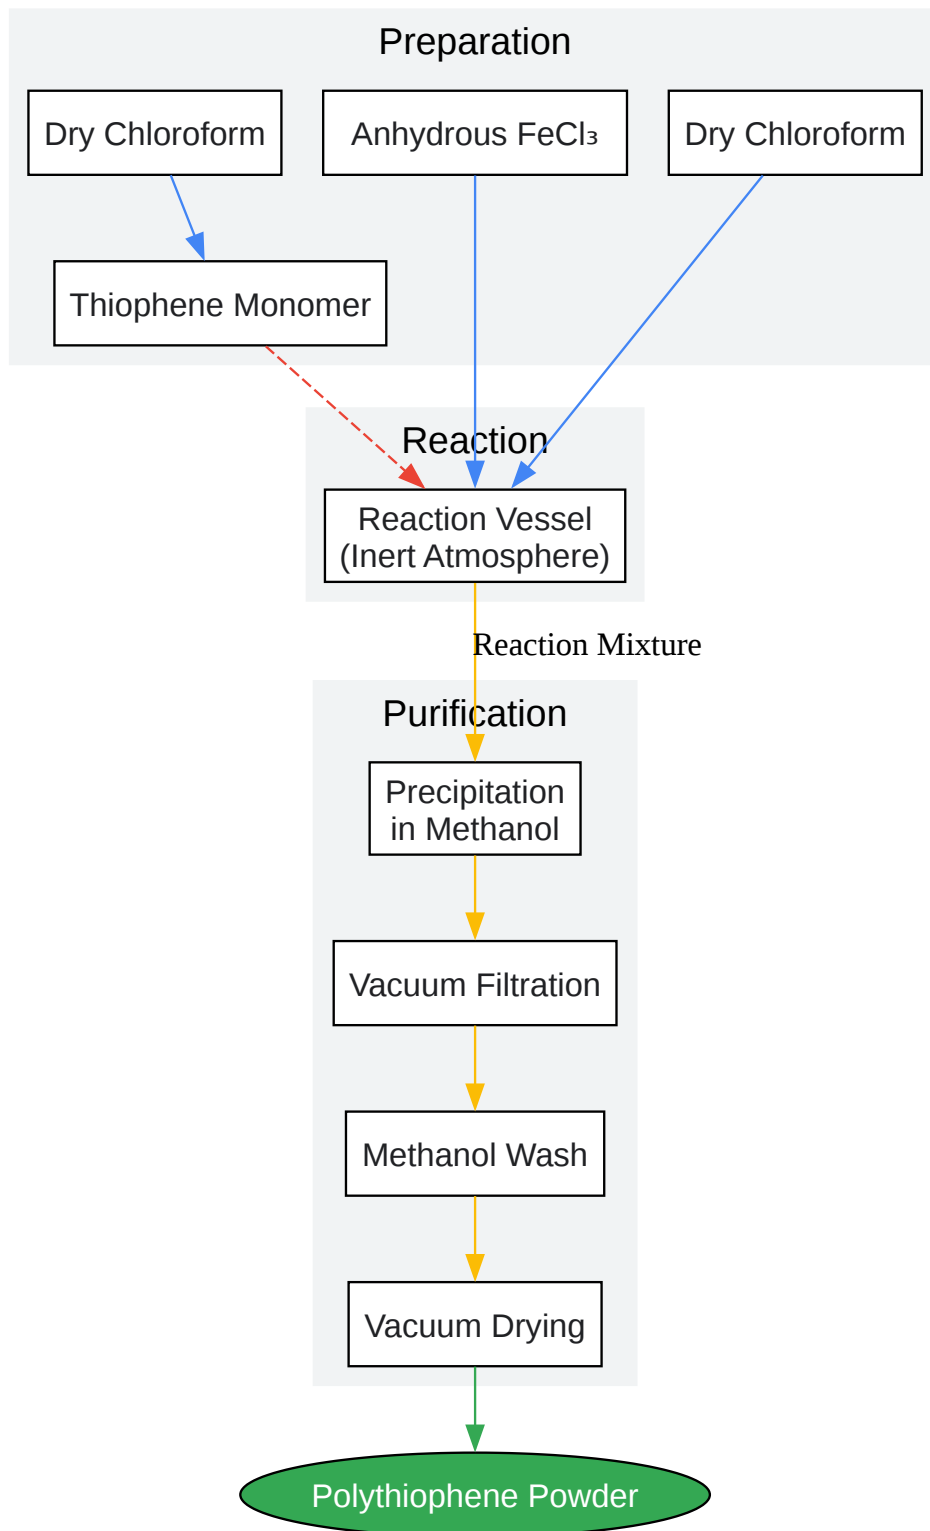 Preparation
Dry Chloroform
Anhydrous FeCl₃
Dry Chloroform
Thiophene Monomer
Reaction
Reaction Vessel
(Inert Atmosphere)
Reaction Mixture
Purification
Precipitation
in Methanol
Vacuum Filtration
Methanol Wash
Vacuum Drying
Polythiophene Powder